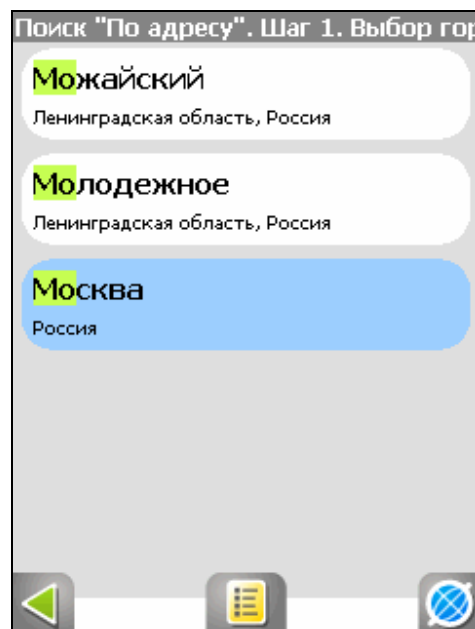 Поиск "По адресу". Шаг 1. Выбор гор
Можайский
Ленинградская область, Россия
Молодежное
Ленинградская область, Россия
Москва
Россия